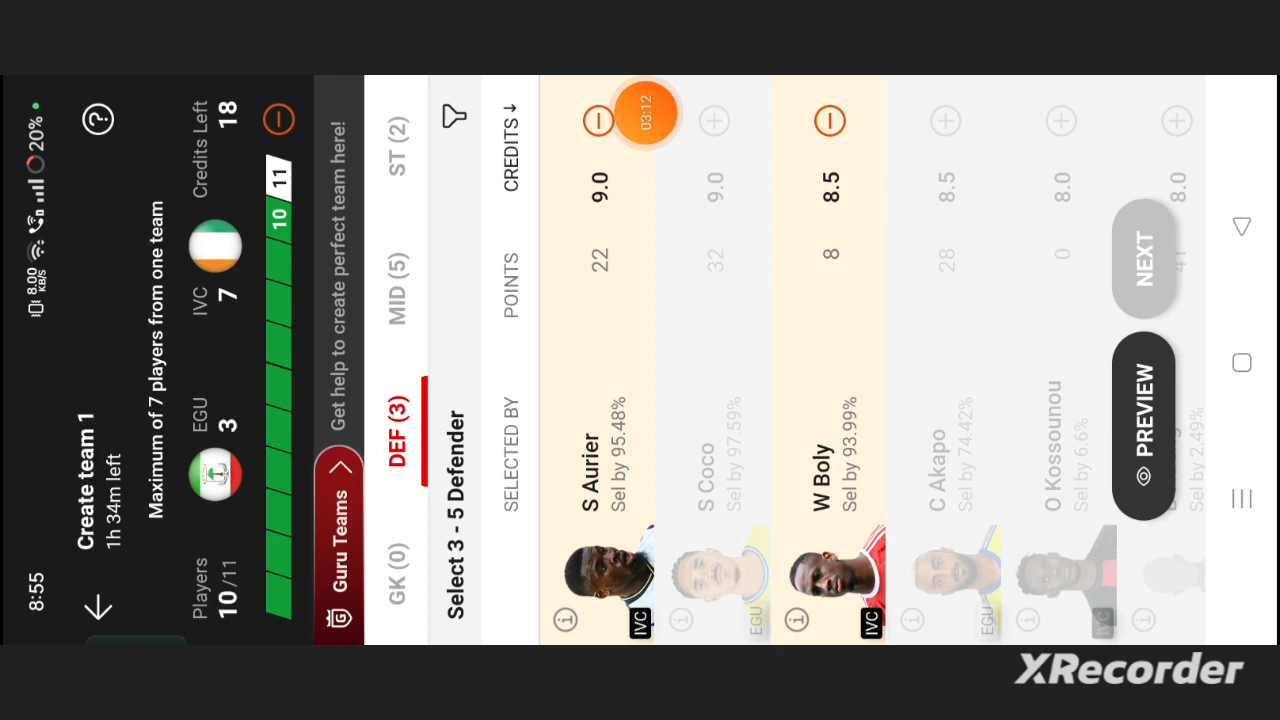 8:55
8.00
KB/S
20%
Create team 1
1h 34m left
Maximum of 7 players from one team
Players
10/11
EGU
3
IVC
7
Credits Left
18
10
11
Guru Teams
Get help to create perfect team here!
GK (0)
DEF (3)
MID (5)
ST (2)
Select 3 - 5 Defender
SELECTED BY
POINTS
CREDITS
S Aurier
Sel by 95.48%
22
9.0
IVC
03:12
S Coco
Sel by 97.59%
32
9.0
EGU
W Boly
Sel by 93.99%
8
8.5
IVC
C Akapo
Sel by 74.42%
28
8.5
EGU
O Kossounou
Sel by 6.6%
0
8.0
IVC
2.49%
41
8.0
PREVIEW
NEXT
XRecorder